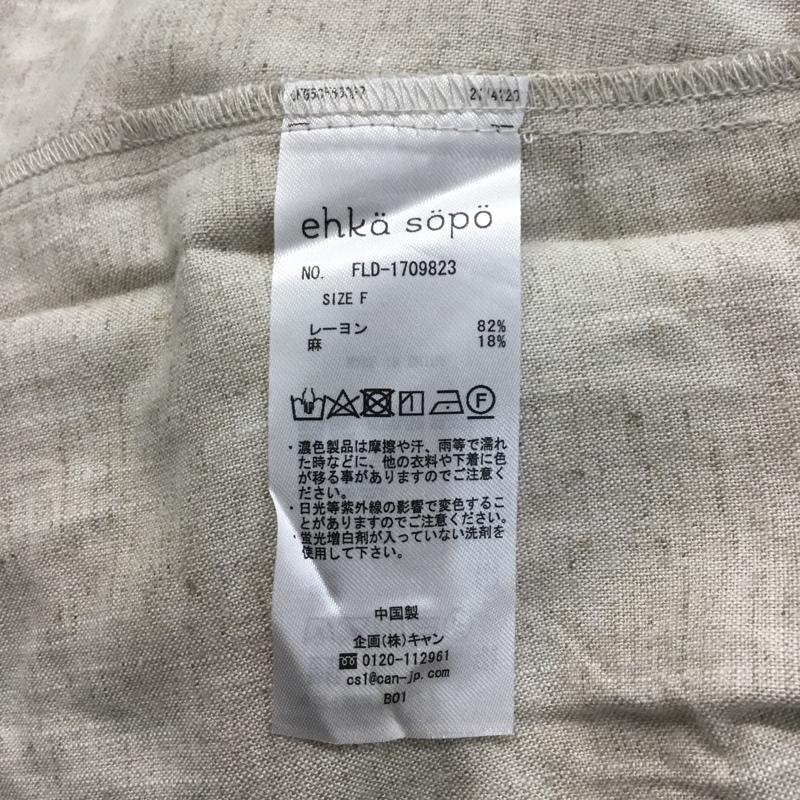 ehkä söpö
NO. FLD-1709823
SIZE F
レーヨン 82%
麻 18%
F
・濃色製品は摩擦や汗、雨等で濡れ
た時などに、他の衣料や下着に色
が移る事がありますのでご注意く
ださい。
・日光等紫外線の影響で変色するこ
とがありますのでご注意ください。
・蛍光増白剤が入っていない洗剤を
使用して下さい。
中国製
企画(株)キャン
0120-112961
cs1@can-jp.com
B01